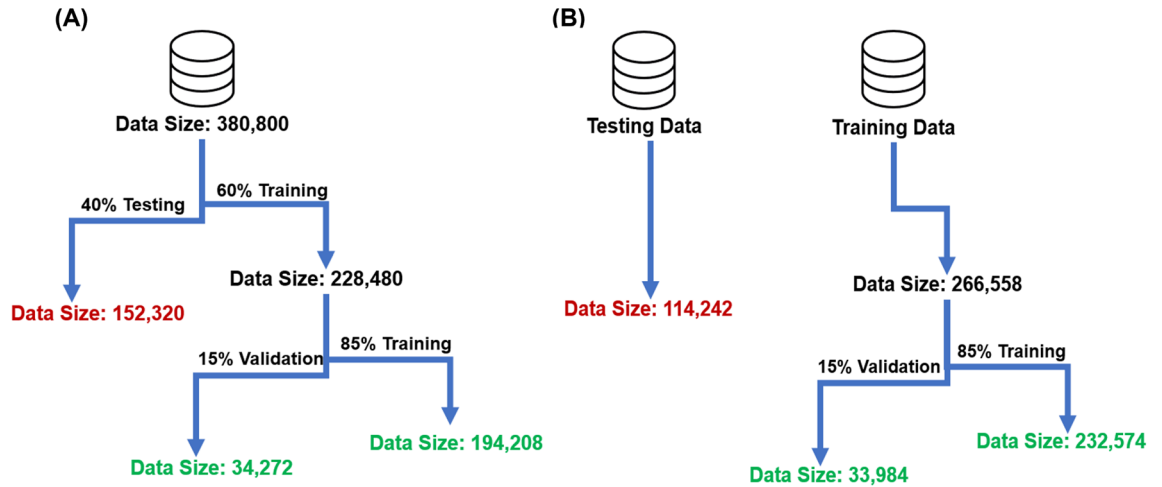 (A)
Data Size: 380,800
40% Testing
60% Training
Data Size: 228,480
Data Size: 152,320
15% Validation
85% Training
Data Size: 34,272
Data Size: 194,208
(B)
Testing Data
Training Data
Data Size: 114,242
Data Size: 266,558
15% Validation
85% Training
Data Size: 33,984
Data Size: 232,574